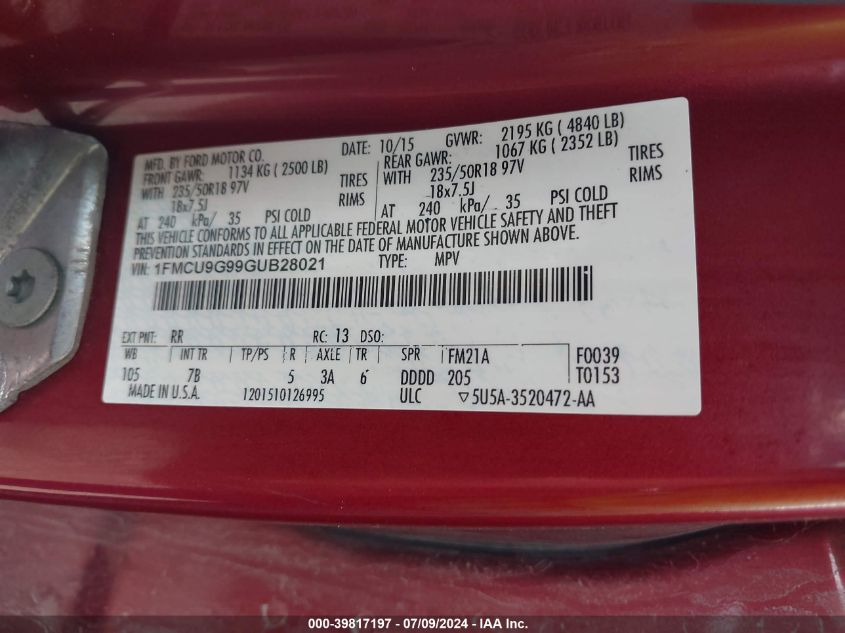 MFD. BY FORD MOTOR CO. DATE: 10/15 GVWR: 2195 KG ( 4840 LB)
FRONT GAWR: 1134 KG ( 2500 LB) REAR GAWR: 1067 KG ( 2352 LB)
WITH 235/50R18 97V TIRES WITH 235/50R18 97V TIRES
18x7.5J RIMS 18x7.5J RIMS
AT 240 kPa/ 35 PSI COLD AT 240 kPa/ 35 PSI COLD
THIS VEHICLE CONFORMS TO ALL APPLICABLE FEDERAL MOTOR VEHICLE SAFETY AND THEFT
PREVENTION STANDARDS IN EFFECT ON THE DATE OF MANUFACTURE SHOWN ABOVE.
VIN: 1FMCU9G99GUB28021 TYPE: MPV
EXT PNT: RR RC: 13 DSO:
WB INT TR TP/PS R AXLE TR SPR FM21A F0039
105 7B 5 3A 6 DDDD 205 T0153
MADE IN U.S.A. 1201510126995 ULC ▽5U5A-3520472-AA
000-39817197 - 07/09/2024 - IAA Inc.